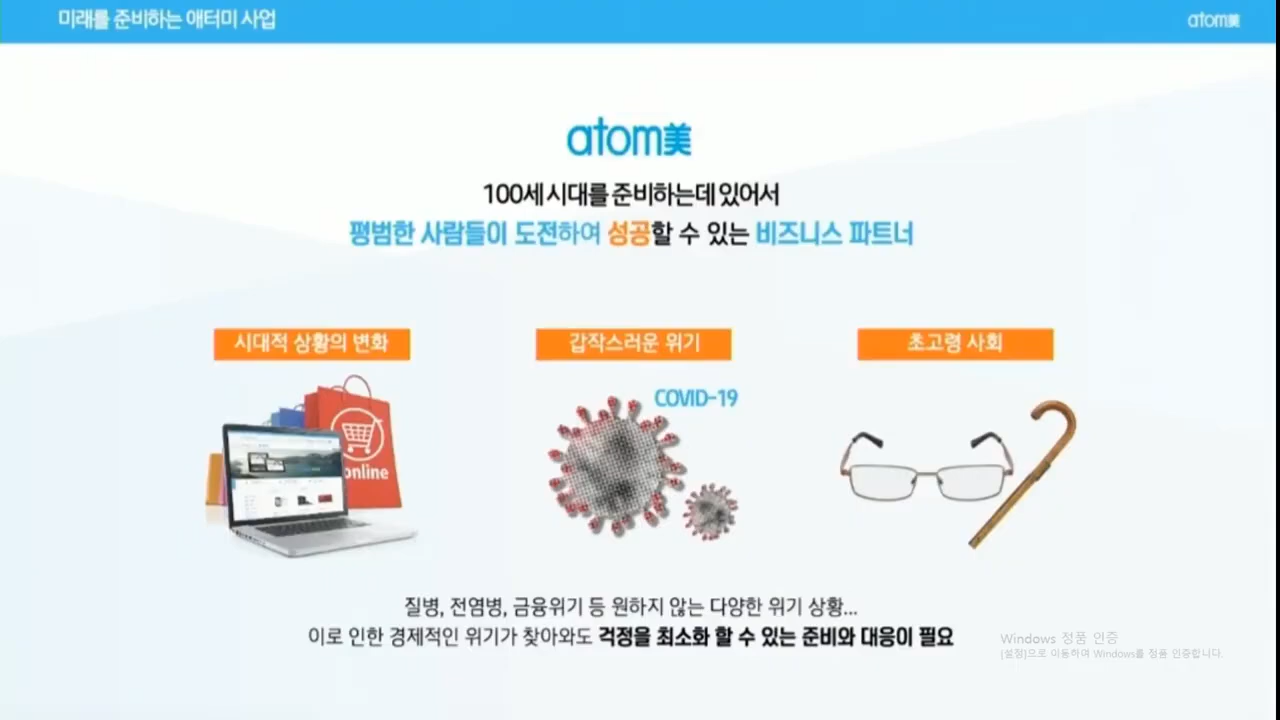 미래를 준비하는 애터미 사업
atom美
atom美
100세 시대를 준비하는데 있어서
평범한 사람들이 도전하여 성공할 수 있는 비즈니스 파트너
시대적 상황의 변화
갑작스러운 위기
초고령 사회
COVID-19
online
질병, 전염병, 금융위기 등 원하지 않는 다양한 위기 상황...
이로 인한 경제적인 위기가 찾아와도 걱정을 최소화 할 수 있는 준비와 대응이 필요
Windows 정품 인증
[설정]으로 이동하여 Windows를 정품 인증합니다.